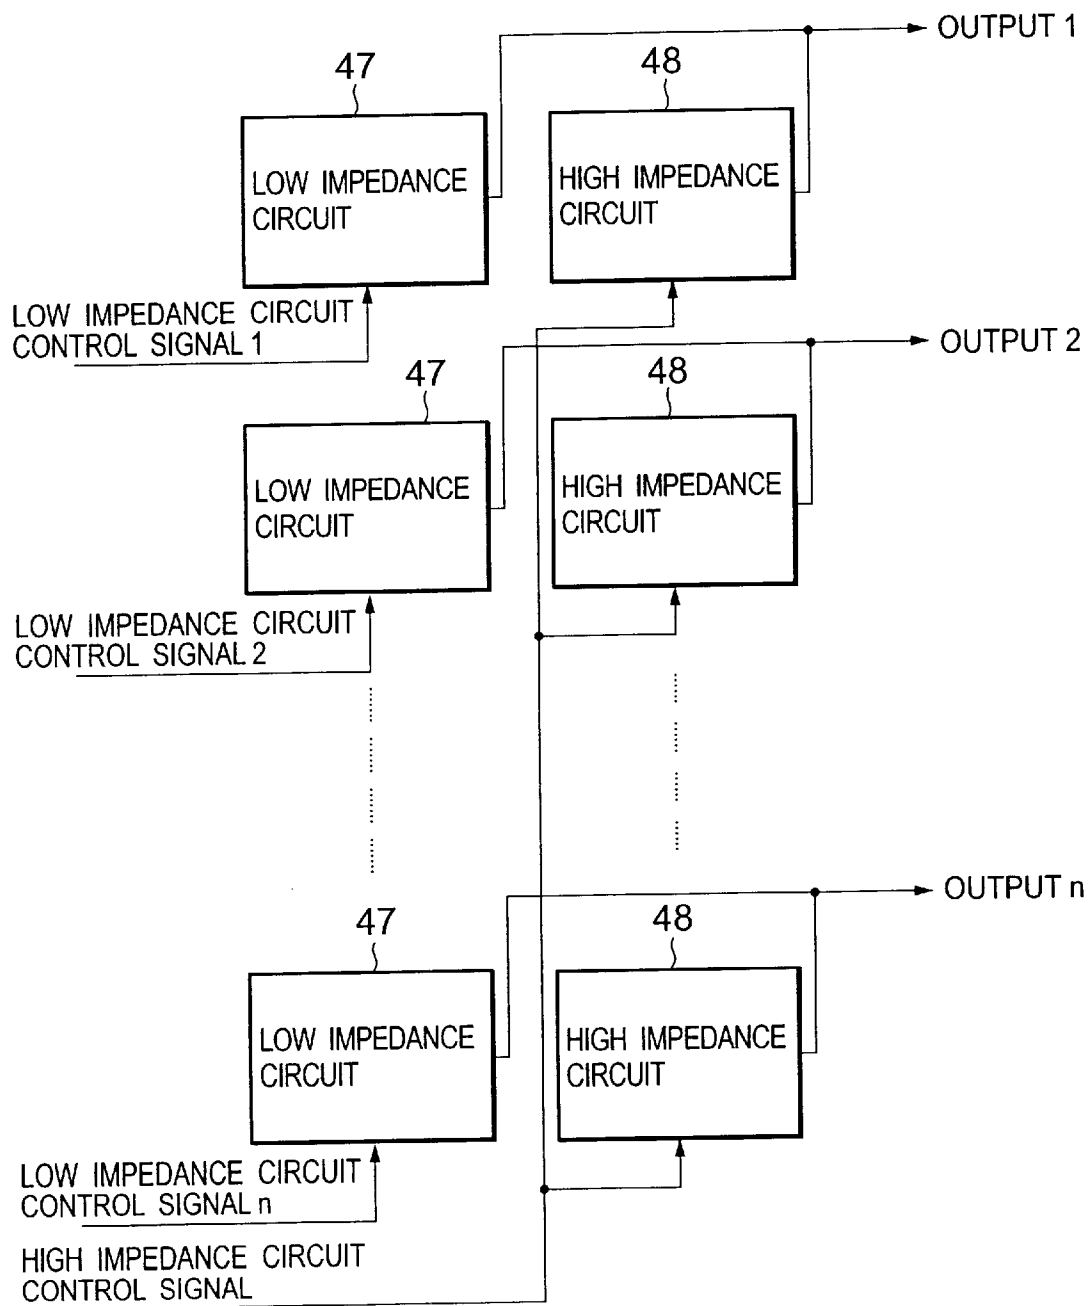 OUTPUT 1
47
48
LOW IMPEDANCE
CIRCUIT
HIGH IMPEDANCE
CIRCUIT
LOW IMPEDANCE CIRCUIT
CONTROL SIGNAL 1
OUTPUT 2
47
48
LOW IMPEDANCE
CIRCUIT
HIGH IMPEDANCE
CIRCUIT
LOW IMPEDANCE CIRCUIT
CONTROL SIGNAL 2
OUTPUT n
47
48
LOW IMPEDANCE
CIRCUIT
HIGH IMPEDANCE
CIRCUIT
LOW IMPEDANCE CIRCUIT
CONTROL SIGNAL n
HIGH IMPEDANCE CIRCUIT
CONTROL SIGNAL